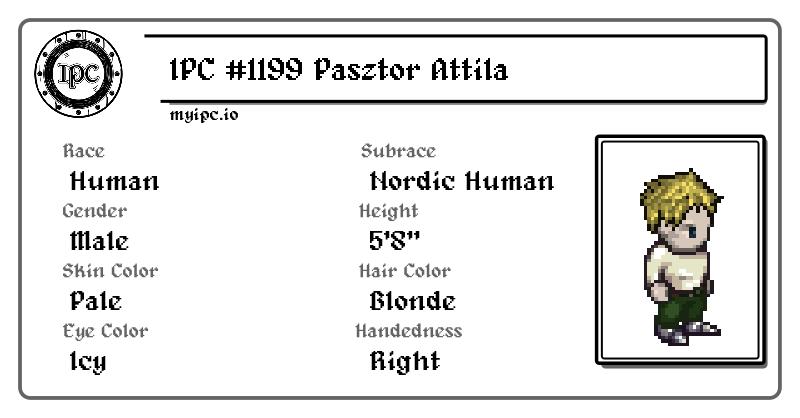 IPC
IPC #1199 Pasztor Attila
myipc.io
Race
Human
Subrace
Nordic Human
Gender
Male
Height
5'8"
Skin Color
Pale
Hair Color
Blonde
Eye Color
Icy
Handedness
Right